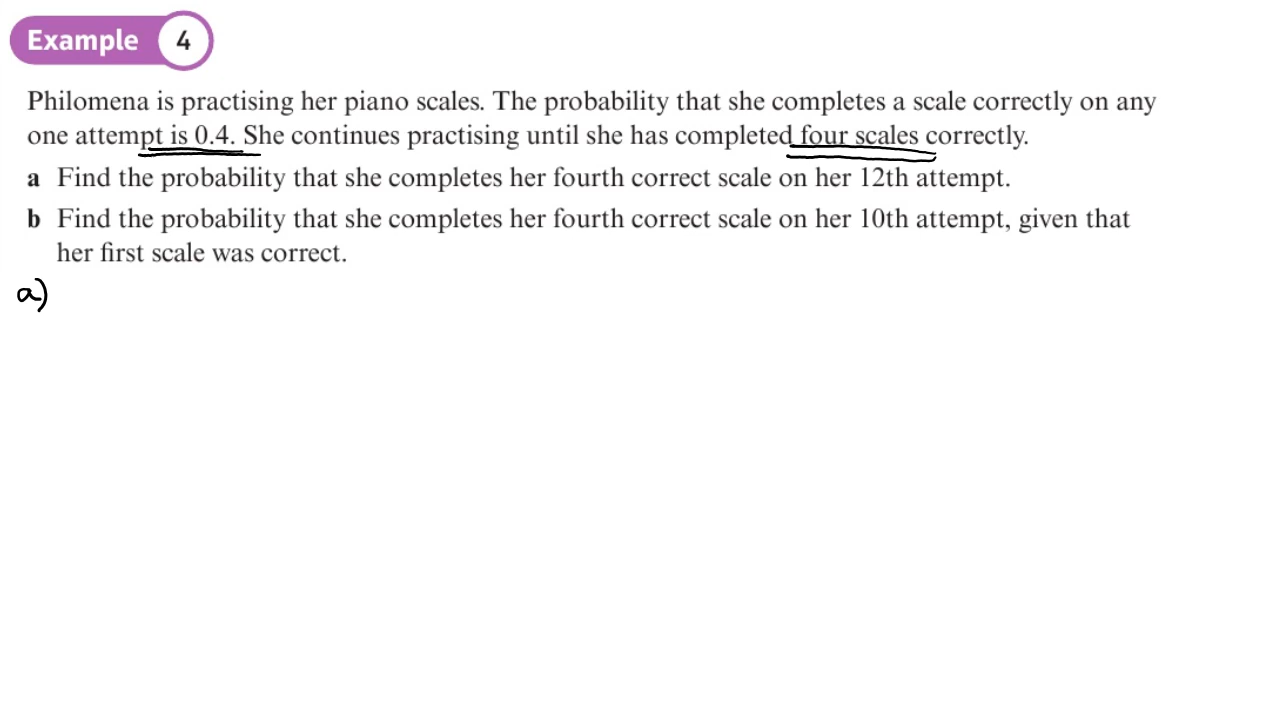 Example 4
Philomena is practising her piano scales. The probability that she completes a scale correctly on any
one attempt is 0.4. She continues practising until she has completed four scales correctly.
a Find the probability that she completes her fourth correct scale on her 12th attempt.
b Find the probability that she completes her fourth correct scale on her 10th attempt, given that
her first scale was correct.
a)